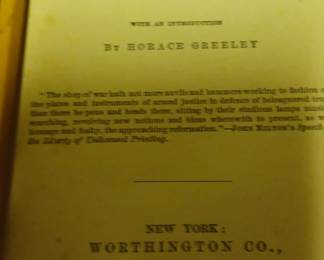 WITH AN INTRODUCTION
BY HORACE GREELEY
"The shop of war hath not more anvils and hammers working to fashion
the plates and instruments of armed justice in defence of beleaguered
than there be pens and heads there, sitting by their studious lamps
searching, revolving new notions and ideas wherewith to present, as
homage and fealty, the approaching reformation."—JOHN MILTON'S Speech
the Liberty of Unlicensed Printing.
NEW YORK:
WORTHINGTON CO.,